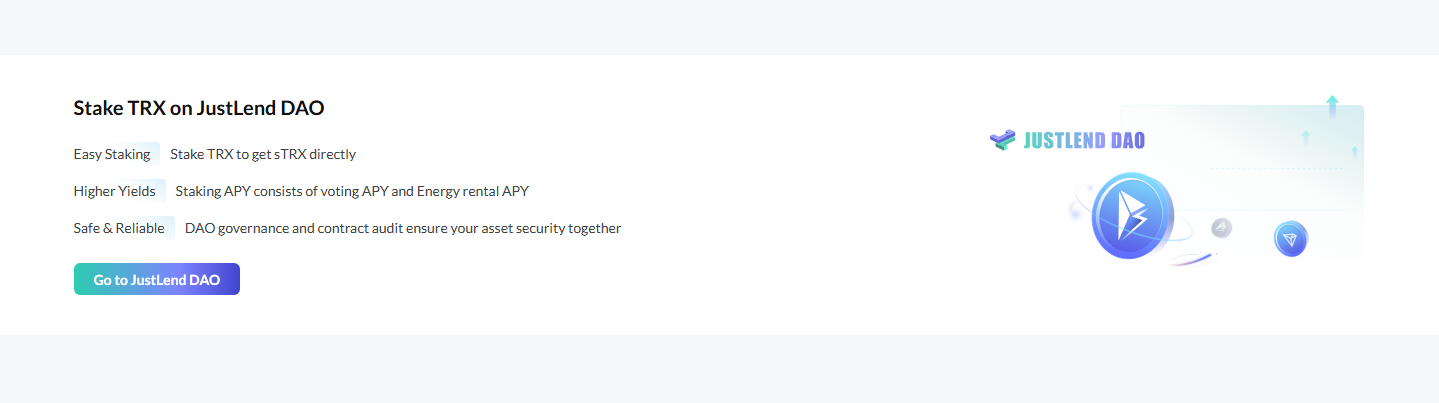 Stake TRX on JustLend DAO
Easy Staking Stake TRX to get sTRX directly
JUSTLEND DAO
Higher Yields Staking APY consists of voting APY and Energy rental APY
Safe & Reliable DAO governance and contract audit ensure your asset security together
Go to JustLend DAO